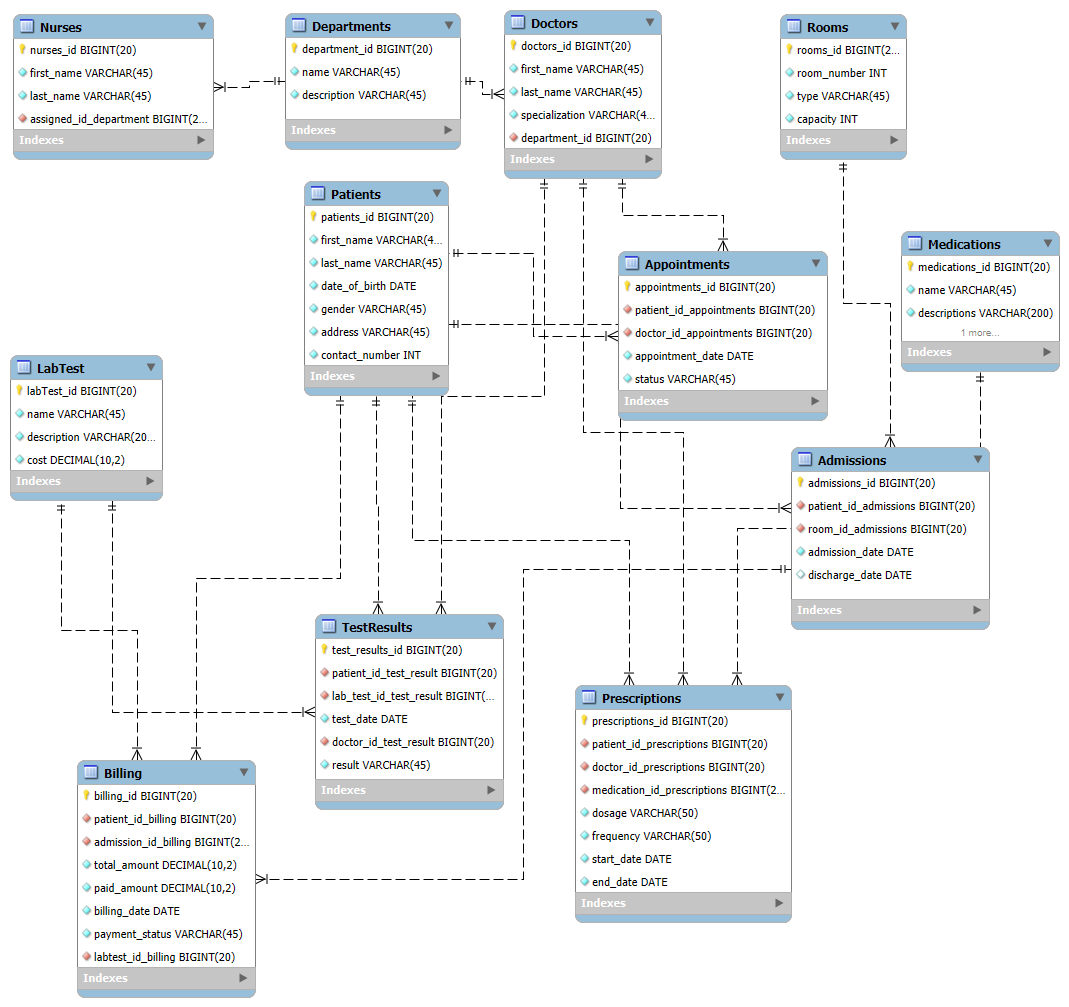 Nurses
nurses_id BIGINT(20)
first_name VARCHAR(45)
last_name VARCHAR(45)
assigned_id_department BIGINT(2...
Indexes
Departments
department_id BIGINT(20)
name VARCHAR(45)
description VARCHAR(45)
Indexes
Doctors
doctors_id BIGINT(20)
first_name VARCHAR(45)
last_name VARCHAR(45)
specialization VARCHAR(4...
department_id BIGINT(20)
Indexes
Rooms
rooms_id BIGINT(2...
room_number INT
type VARCHAR(45)
capacity INT
Indexes
Patients
patients_id BIGINT(20)
first_name VARCHAR(4...
last_name VARCHAR(45)
date_of_birth DATE
gender VARCHAR(45)
address VARCHAR(45)
contact_number INT
Indexes
Appointments
appointments_id BIGINT(20)
patient_id_appointments BIGINT(20)
doctor_id_appointments BIGINT(20)
appointment_date DATE
status VARCHAR(45)
Indexes
Medications
medications_id BIGINT(20)
name VARCHAR(45)
descriptions VARCHAR(200)
1 more...
Indexes
LabTest
labTest_id BIGINT(20)
name VARCHAR(45)
description VARCHAR(20...
cost DECIMAL(10,2)
Indexes
Admissions
admissions_id BIGINT(20)
patient_id_admissions BIGINT(20)
room_id_admissions BIGINT(20)
admission_date DATE
discharge_date DATE
Indexes
TestResults
test_results_id BIGINT(20)
patient_id_test_result BIGINT(20)
lab_test_id_test_result BIGINT(...
test_date DATE
doctor_id_test_result BIGINT(20)
result VARCHAR(45)
Indexes
Prescriptions
prescriptions_id BIGINT(20)
patient_id_prescriptions BIGINT(20)
doctor_id_prescriptions BIGINT(20)
medication_id_prescriptions BIGINT(2...
dosage VARCHAR(50)
frequency VARCHAR(50)
start_date DATE
end_date DATE
Indexes
Billing
billing_id BIGINT(20)
patient_id_billing BIGINT(20)
admission_id_billing BIGINT(2...
total_amount DECIMAL(10,2)
paid_amount DECIMAL(10,2)
billing_date DATE
payment_status VARCHAR(45)
labtest_id_billing BIGINT(20)
Indexes